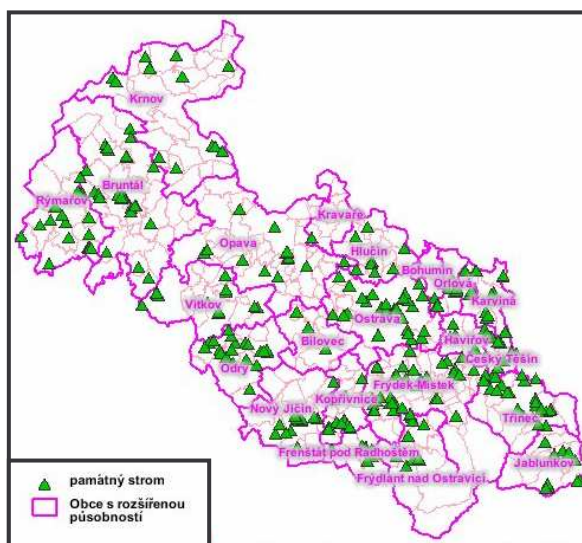 Krnov
Bruntál
Rýmařov
Kravaře
Opava
Hlučín
Bohumín
Orlová
Karviná
Vítkov
Ostrava
Havířov
Bílovec
Český Těšín
Odry
Frýdek-Místek
Kopřivnice
Nový Jičín
Třinec
Frenštát pod Radhoštěm
Jablunkov
Frýdlant nad Ostravicí
památný strom
Obce s rozšířenou
působností